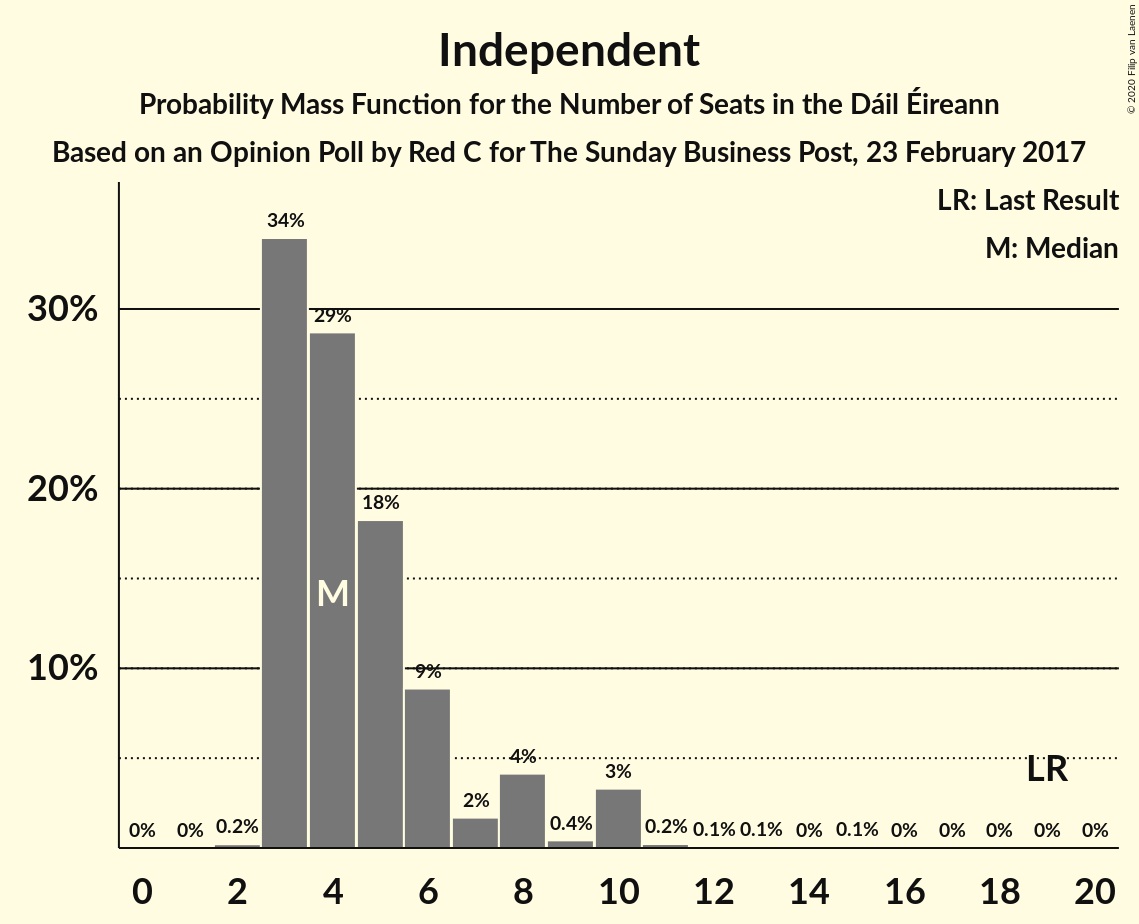 Independent
Probability Mass Function for the Number of Seats in the Dáil Éireann
Based on an Opinion Poll by Red C for The Sunday Business Post, 23 February 2017
© 2020 Filip van Laenen
LR: Last Result
M: Median
34%
30%
29%
20%
18%
M
10%
9%
4%
LR
3%
2%
0% 0% 0.2% 0.4% 0.2% 0.1% 0.1% 0% 0.1% 0% 0% 0% 0% 0%
0 2 4 6 8 10 12 14 16 18 20